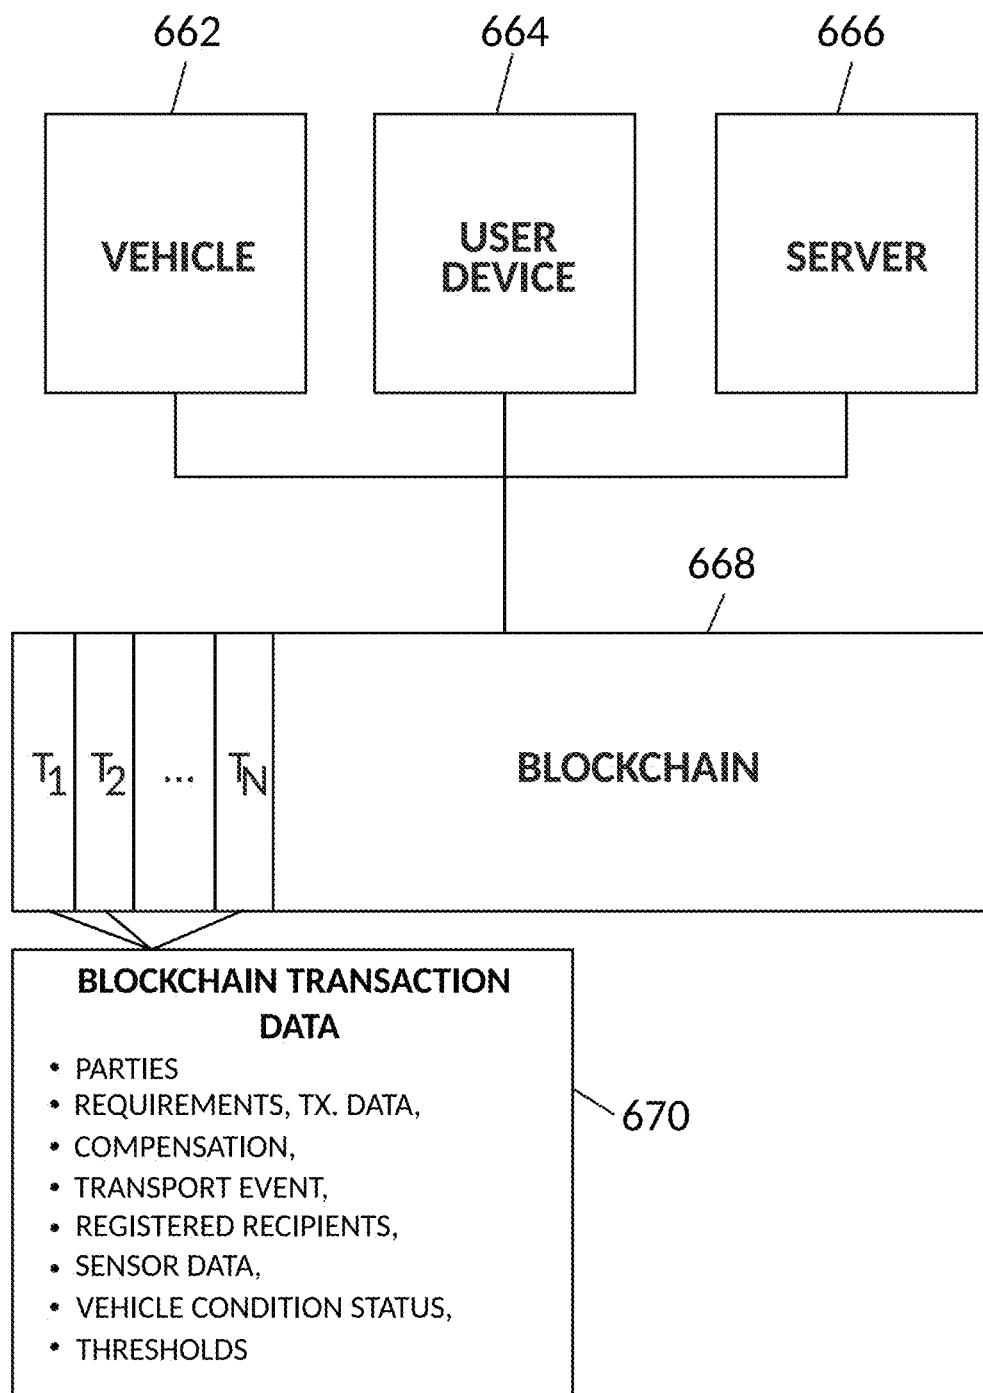 662 664 666
VEHICLE
USER
DEVICE
SERVER
668
T1 T2 ... TN BLOCKCHAIN
BLOCKCHAIN TRANSACTION
DATA
• PARTIES
• REQUIREMENTS, TX. DATA,
• COMPENSATION,
• TRANSPORT EVENT,
• REGISTERED RECIPIENTS,
• SENSOR DATA,
• VEHICLE CONDITION STATUS,
• THRESHOLDS
670